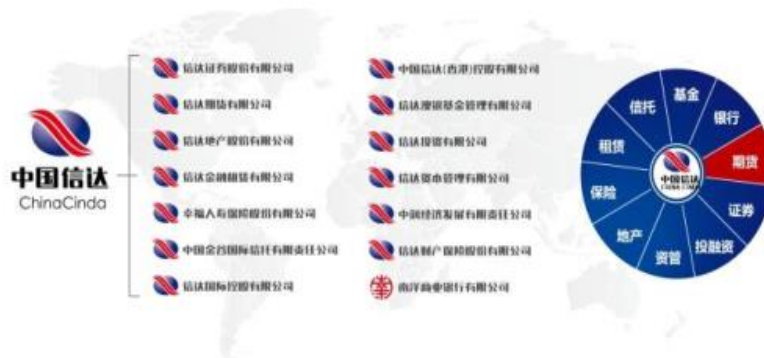 中国信达
ChinaCinda
信达证券股份有限公司
信达期货有限公司
信达地产股份有限公司
信达金融租赁有限公司
幸福人寿保险股份有限公司
中国金谷国际信托有限责任公司
信达国际控股有限公司
中国信达(香港)控股有限公司
信达澳银基金管理有限公司
信达投资有限公司
信达资本管理有限公司
中润经济发展有限责任公司
信达财产保险股份有限公司
南洋商业银行有限公司
基金
银行
期货
证券
投融资
资管
地产
保险
租赁
信托
中国信达
CHINA CINDA